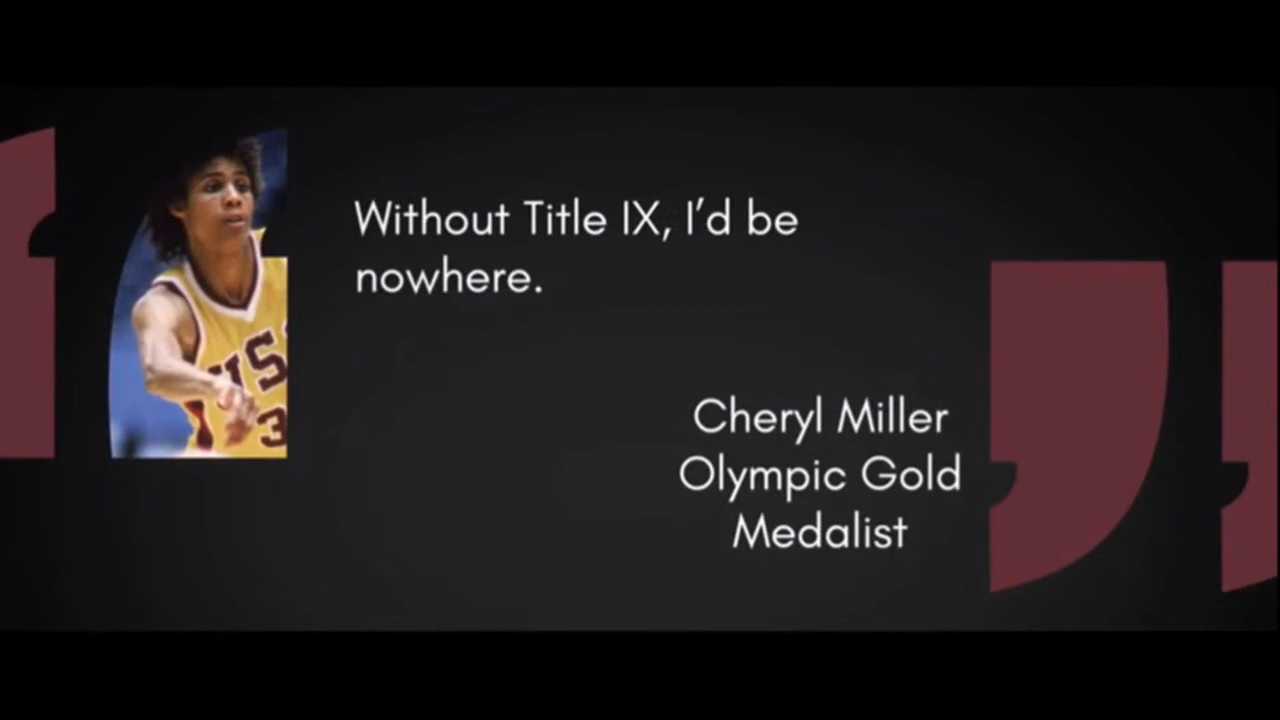 Without Title IX, I'd be
nowhere.
Cheryl Miller
Olympic Gold
Medalist